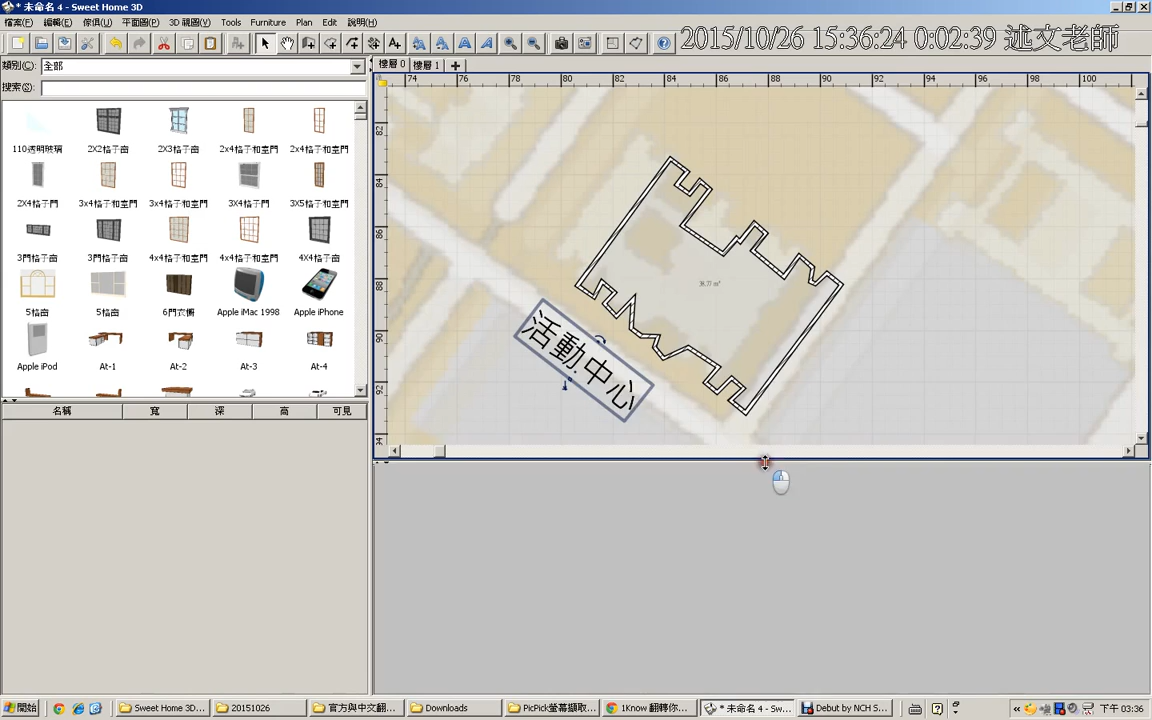 * 未命名 4 - Sweet Home 3D
檔案(F) 編輯(E) 傢俱(U) 平面圖(P) 3D 視圖(V) Tools Furniture Plan Edit 說明(H)
2015/10/26 15:36:24 0:02:39 述文老師
類別(C): 全部
樓層 0 樓層 1
搜索(S):
74 76 78 80 82 84 86 88 90 92 94 96 98 100
82
84
86
88
90
92
94
110透明玻璃 2X2格子窗 2X3格子窗 2x4格子和室門 2x4格子和室門
2X4格子門 3x4格子和室門 3x4格子和室門 3X4格子門 3X5格子和室門
3門格子窗 3門格子窗 4x4格子和室門 4x4格子和室門 4X4格子窗
5格窗 5格窗 6門衣櫥 Apple iMac 1998 Apple iPhone
Apple iPod At-1 At-2 At-3 At-4
活動中心
名稱 寬 深 高 可見
開始 Sweet Home 3D... 20151026 官方與中文翻... Downloads PicPick螢幕擷取... 1Know 翻轉你... * 未命名 4 - Sw... Debut by NCH S... 下午 03:36